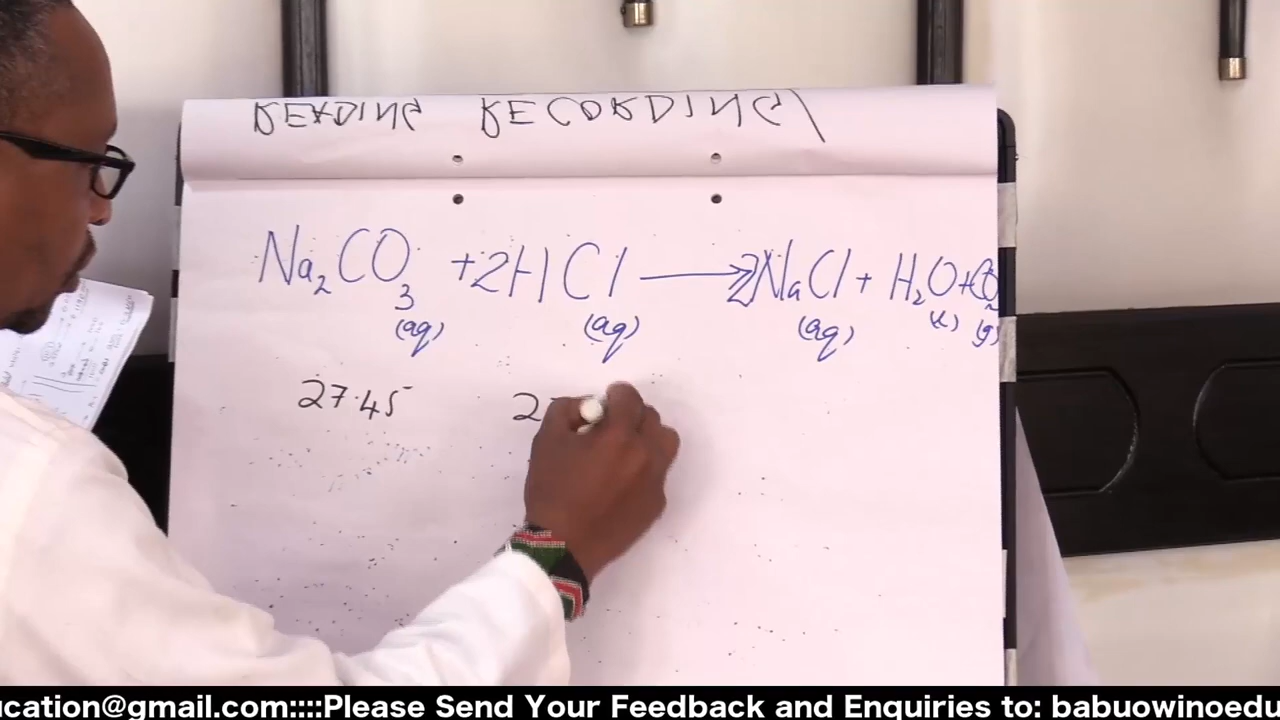 READING RECORDING
Na₂CO₃ + 2HCl ⟶ 2NaCl + H₂O + CO₂
(aq) (aq) (aq) (l) (g)
27.45
ucation@gmail.com::::Please Send Your Feedback and Enquiries to: babuowinoedu